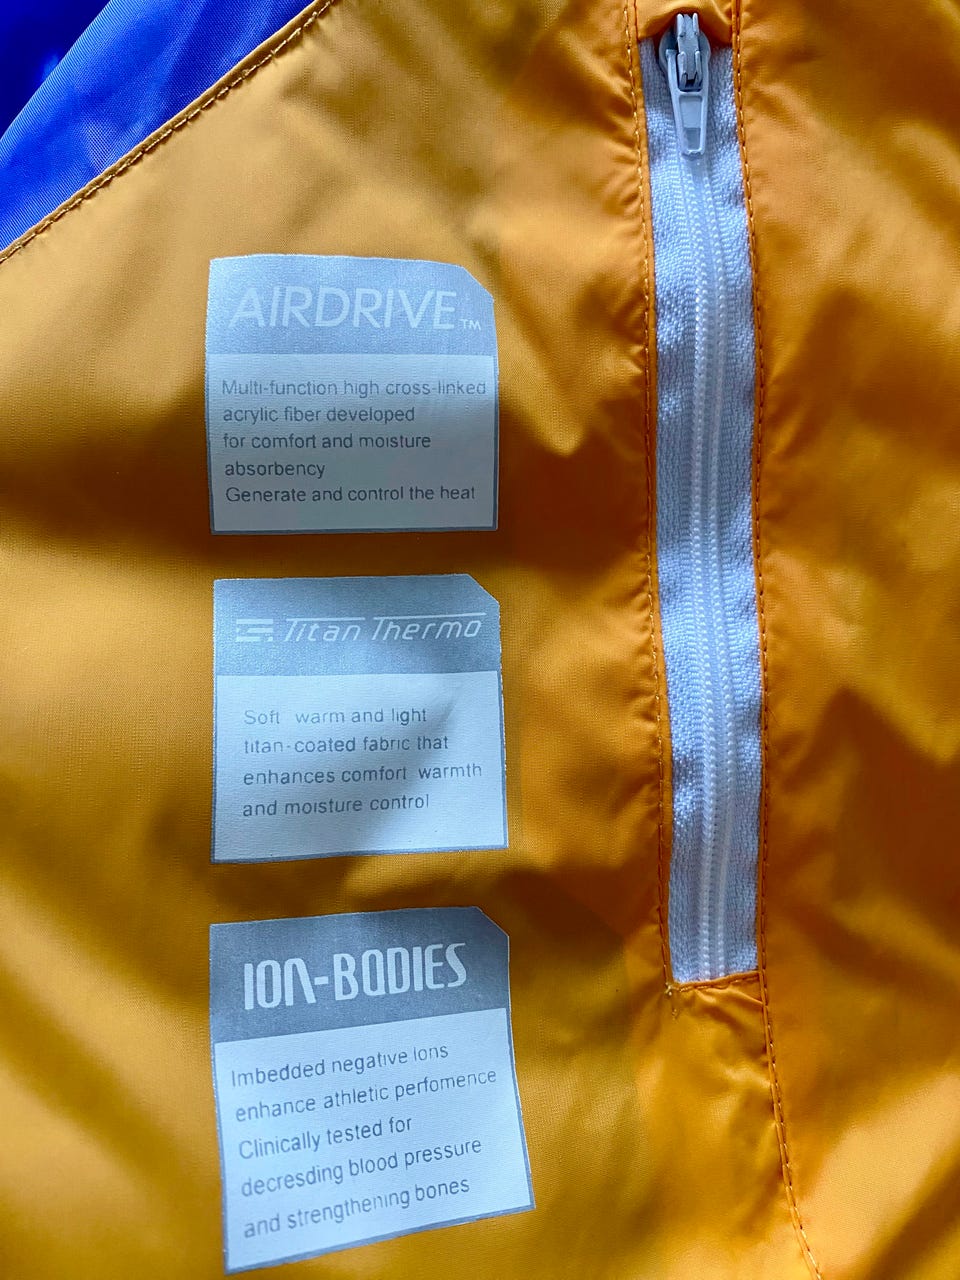 AIRDRIVE™
Multi-function high cross-linked
acrylic fiber developed
for comfort and moisture
absorbency
Generate and control the heat
Titan Thermo
Soft warm and light
titan-coated fabric that
enhances comfort warmth
and moisture control
ION-BODIES
Imbedded negative Ions
enhance athletic perfomence
Clinically tested for
decresding blood pressure
and strengthening bones